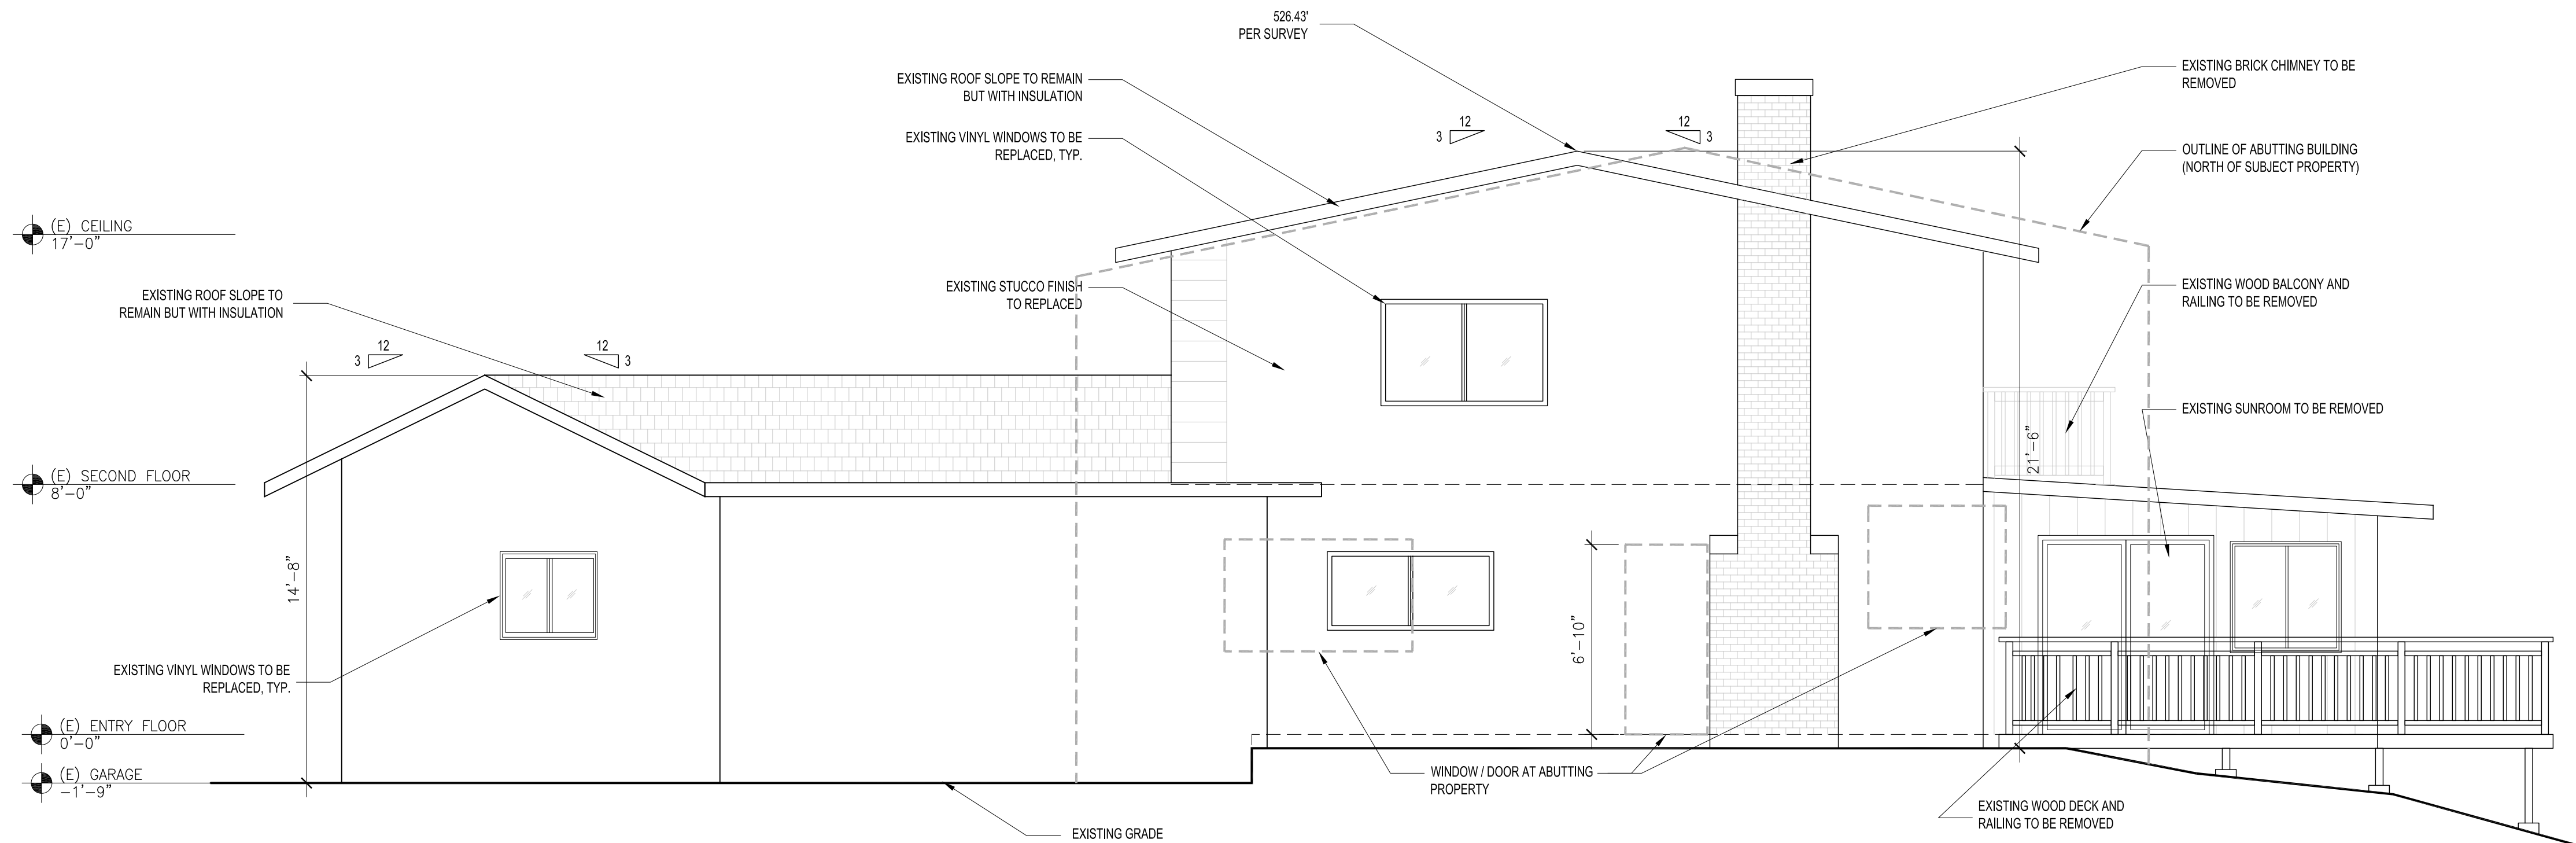 526.43'
PER SURVEY
EXISTING ROOF SLOPE TO REMAIN
BUT WITH INSULATION
EXISTING VINYL WINDOWS TO BE
REPLACED, TYP.
12
3
12
3
EXISTING BRICK CHIMNEY TO BE
REMOVED
OUTLINE OF ABUTTING BUILDING
(NORTH OF SUBJECT PROPERTY)
(E) CEILING
17'-0"
EXISTING ROOF SLOPE TO
REMAIN BUT WITH INSULATION
EXISTING STUCCO FINISH
TO REPLACED
EXISTING WOOD BALCONY AND
RAILING TO BE REMOVED
12
3
12
3
EXISTING SUNROOM TO BE REMOVED
21'-6"
(E) SECOND FLOOR
8'-0"
14'-8"
6'-10"
EXISTING VINYL WINDOWS TO BE
REPLACED, TYP.
(E) ENTRY FLOOR
0'-0"
(E) GARAGE
-1'-9"
WINDOW / DOOR AT ABUTTING
PROPERTY
EXISTING WOOD DECK AND
RAILING TO BE REMOVED
EXISTING GRADE